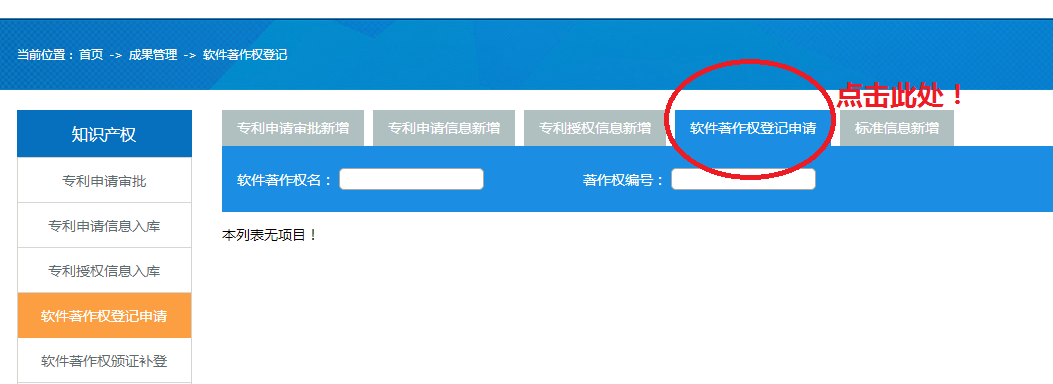 当前位置： 首页 -> 成果管理 -> 软件著作权登记
点击此处！
知识产权
专利申请审批新增 专利申请信息新增 专利授权信息新增 软件著作权登记申请 标准信息新增
专利申请审批
软件著作权名： 著作权编号：
专利申请信息入库
本列表无项目！
专利授权信息入库
软件著作权登记申请
软件著作权颁证补登